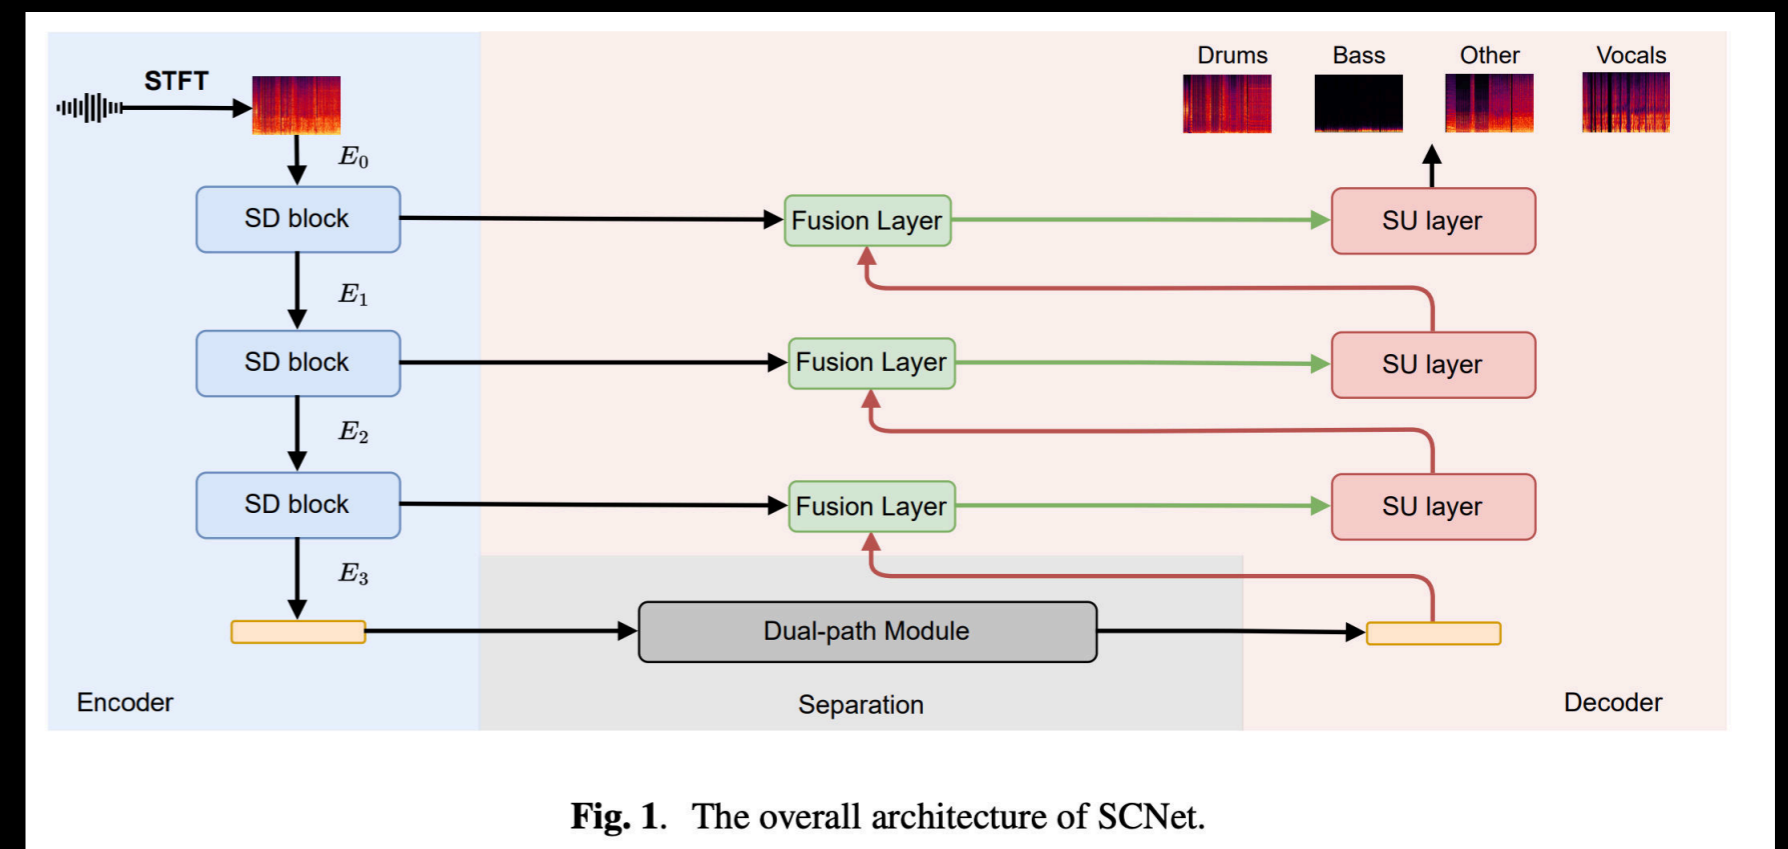 STFT
Drums Bass Other Vocals
E₀
SD block Fusion Layer SU layer
E₁
SD block Fusion Layer SU layer
E₂
SD block Fusion Layer SU layer
E₃
Dual-path Module
Encoder Separation Decoder
Fig. 1. The overall architecture of SCNet.